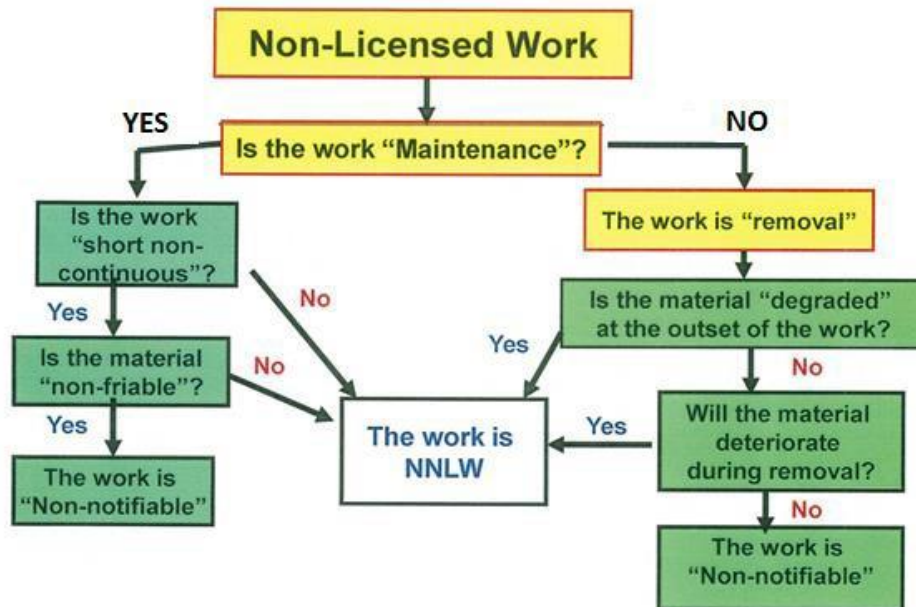 Non-Licensed Work
YES
NO
Is the work “Maintenance”?
Is the work
“short non-
continuous”?
The work is “removal”
No
Yes
Is the material “degraded”
at the outset of the work?
Yes
Is the material
“non-friable”?
No
No
Yes
The work is
NNLW
Yes
Will the material
deteriorate
during removal?
The work is
“Non-notifiable”
No
The work is
“Non-notifiable”